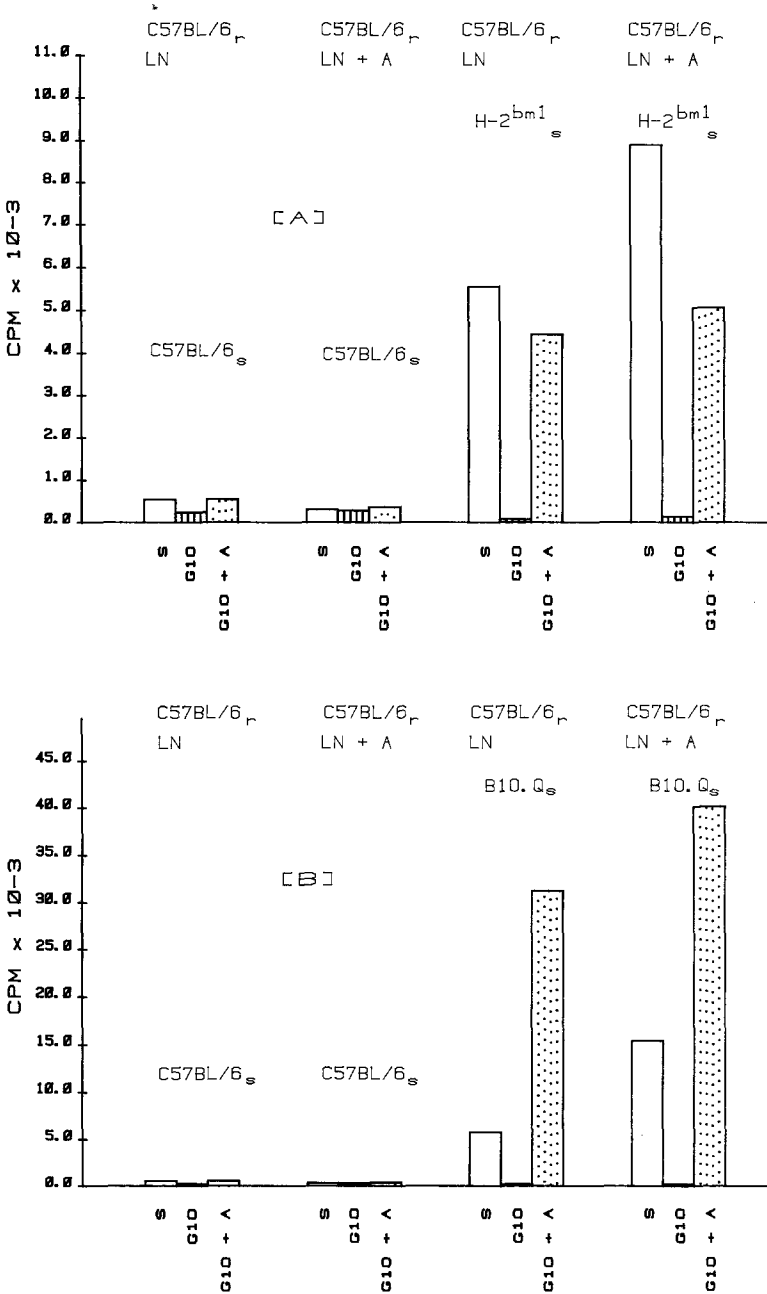 C57BL/6r C57BL/6r C57BL/6r C57BL/6r
LN LN + A LN LN + A
11.0
10.0
H-2bm1s H-2bm1s
9.0
8.0
[A]
7.0
6.0
5.0
C57BL/6s C57BL/6s
4.0
3.0
2.0
1.0
0.0
CPM x 10-3
S G10 G10 + A S G10 G10 + A S G10 G10 + A S G10 G10 + A
C57BL/6r C57BL/6r C57BL/6r C57BL/6r
LN LN + A LN LN + A
45.0
B10.Qs B10.Qs
40.0
35.0
[B]
30.0
25.0
20.0
15.0
C57BL/6s C57BL/6s
10.0
5.0
0.0
CPM x 10-3
S G10 G10 + A S G10 G10 + A S G10 G10 + A S G10 G10 + A